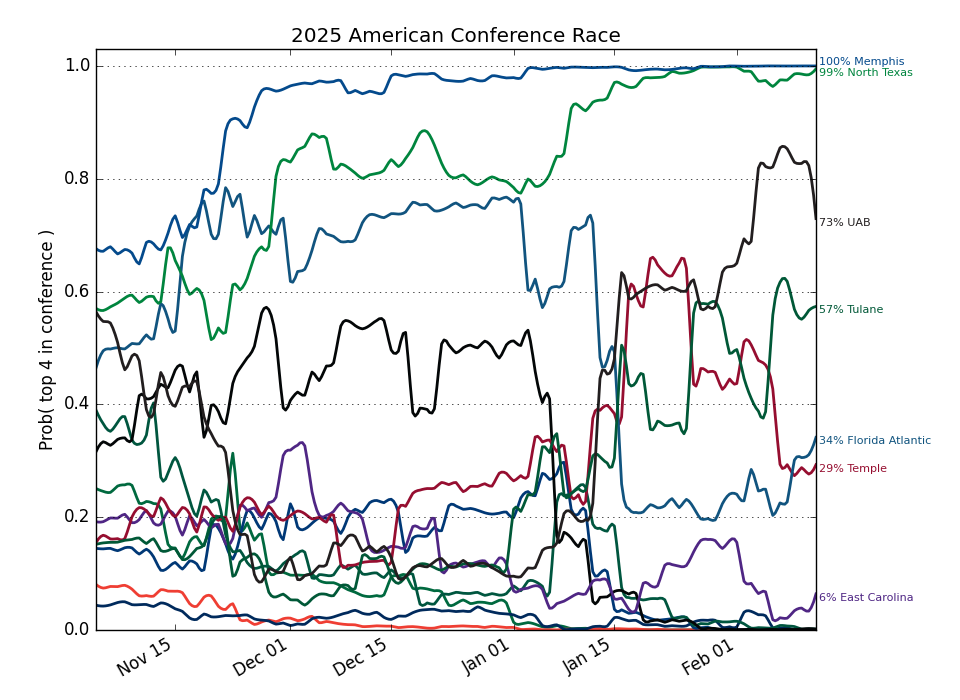 2025 American Conference Race
Prob( top 4 in conference )
1.0
0.8
0.6
0.4
0.2
0.0
Nov 15
Dec 01
Dec 15
Jan 01
Jan 15
Feb 01
100% Memphis
99% North Texas
73% UAB
57% Tulane
34% Florida Atlantic
29% Temple
6% East Carolina